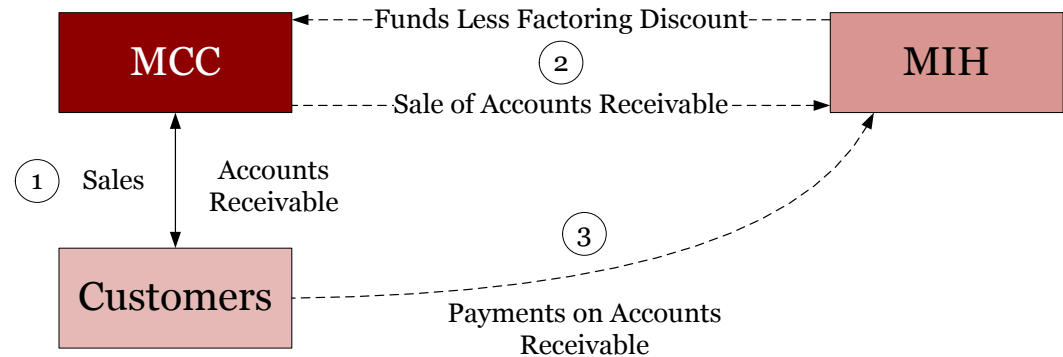 Funds Less Factoring Discount
MCC
2
MIH
Sale of Accounts Receivable
1
Sales
Accounts
Receivable
3
Customers
Payments on Accounts
Receivable